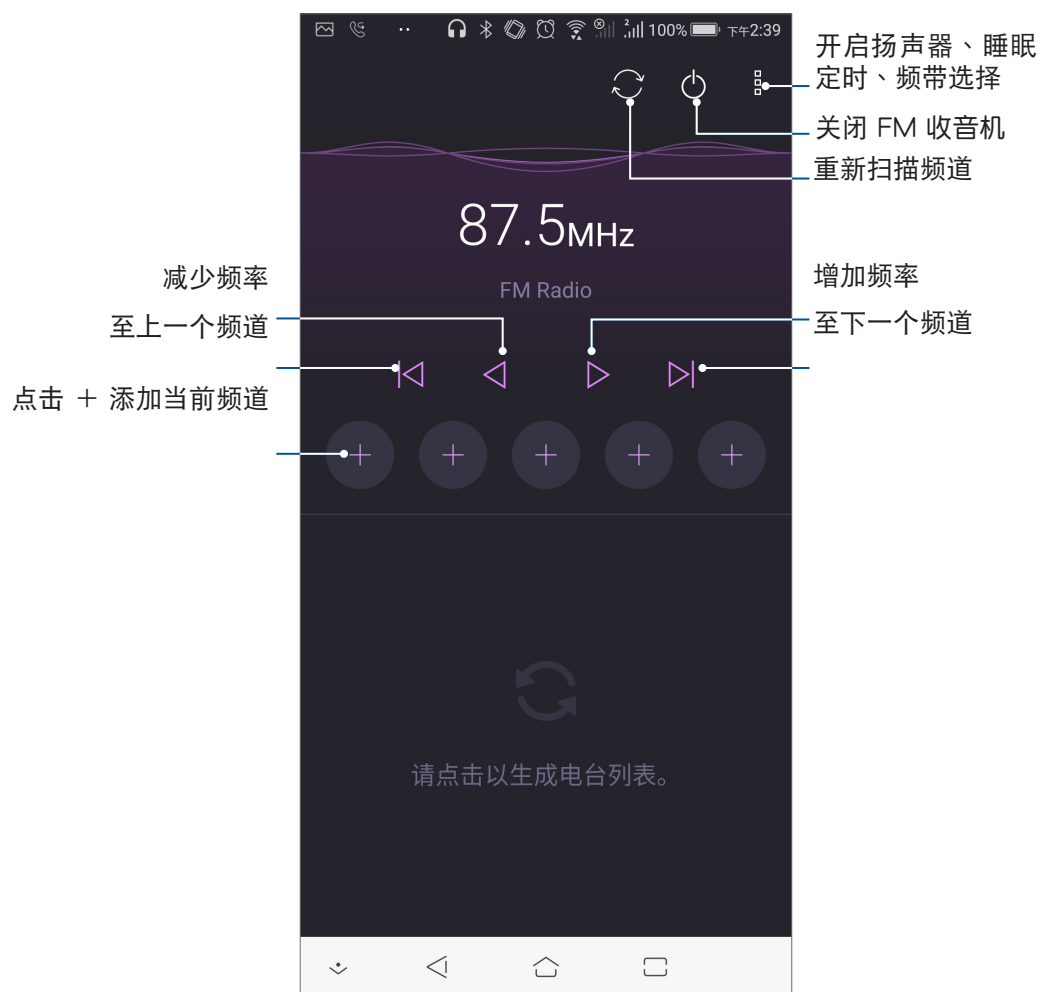 100% 下午2:39
开启扬声器、睡眠
定时、频带选择
关闭 FM 收音机
重新扫描频道
87.5MHz
FM Radio
减少频率
至上一个频道
增加频率
至下一个频道
点击 + 添加当前频道
请点击以生成电台列表。